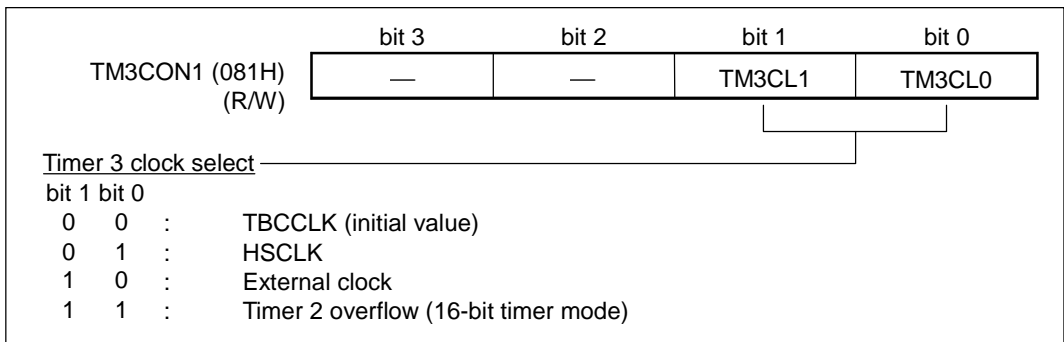 bit 3 bit 2 bit 1 bit 0
TM3CON1 (081H) — — TM3CL1 TM3CL0
(R/W)
Timer 3 clock select
bit 1 bit 0
0 0 : TBCCLK (initial value)
0 1 : HSCLK
1 0 : External clock
1 1 : Timer 2 overflow (16-bit timer mode)